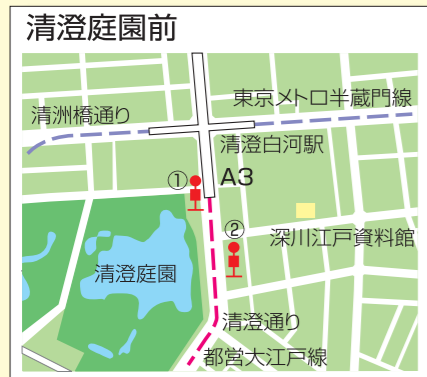 清澄庭園前
東京メトロ半蔵門線
清洲橋通り
清澄白河駅
① A3
②
深川江戸資料館
清澄庭園
清澄通り
都営大江戸線